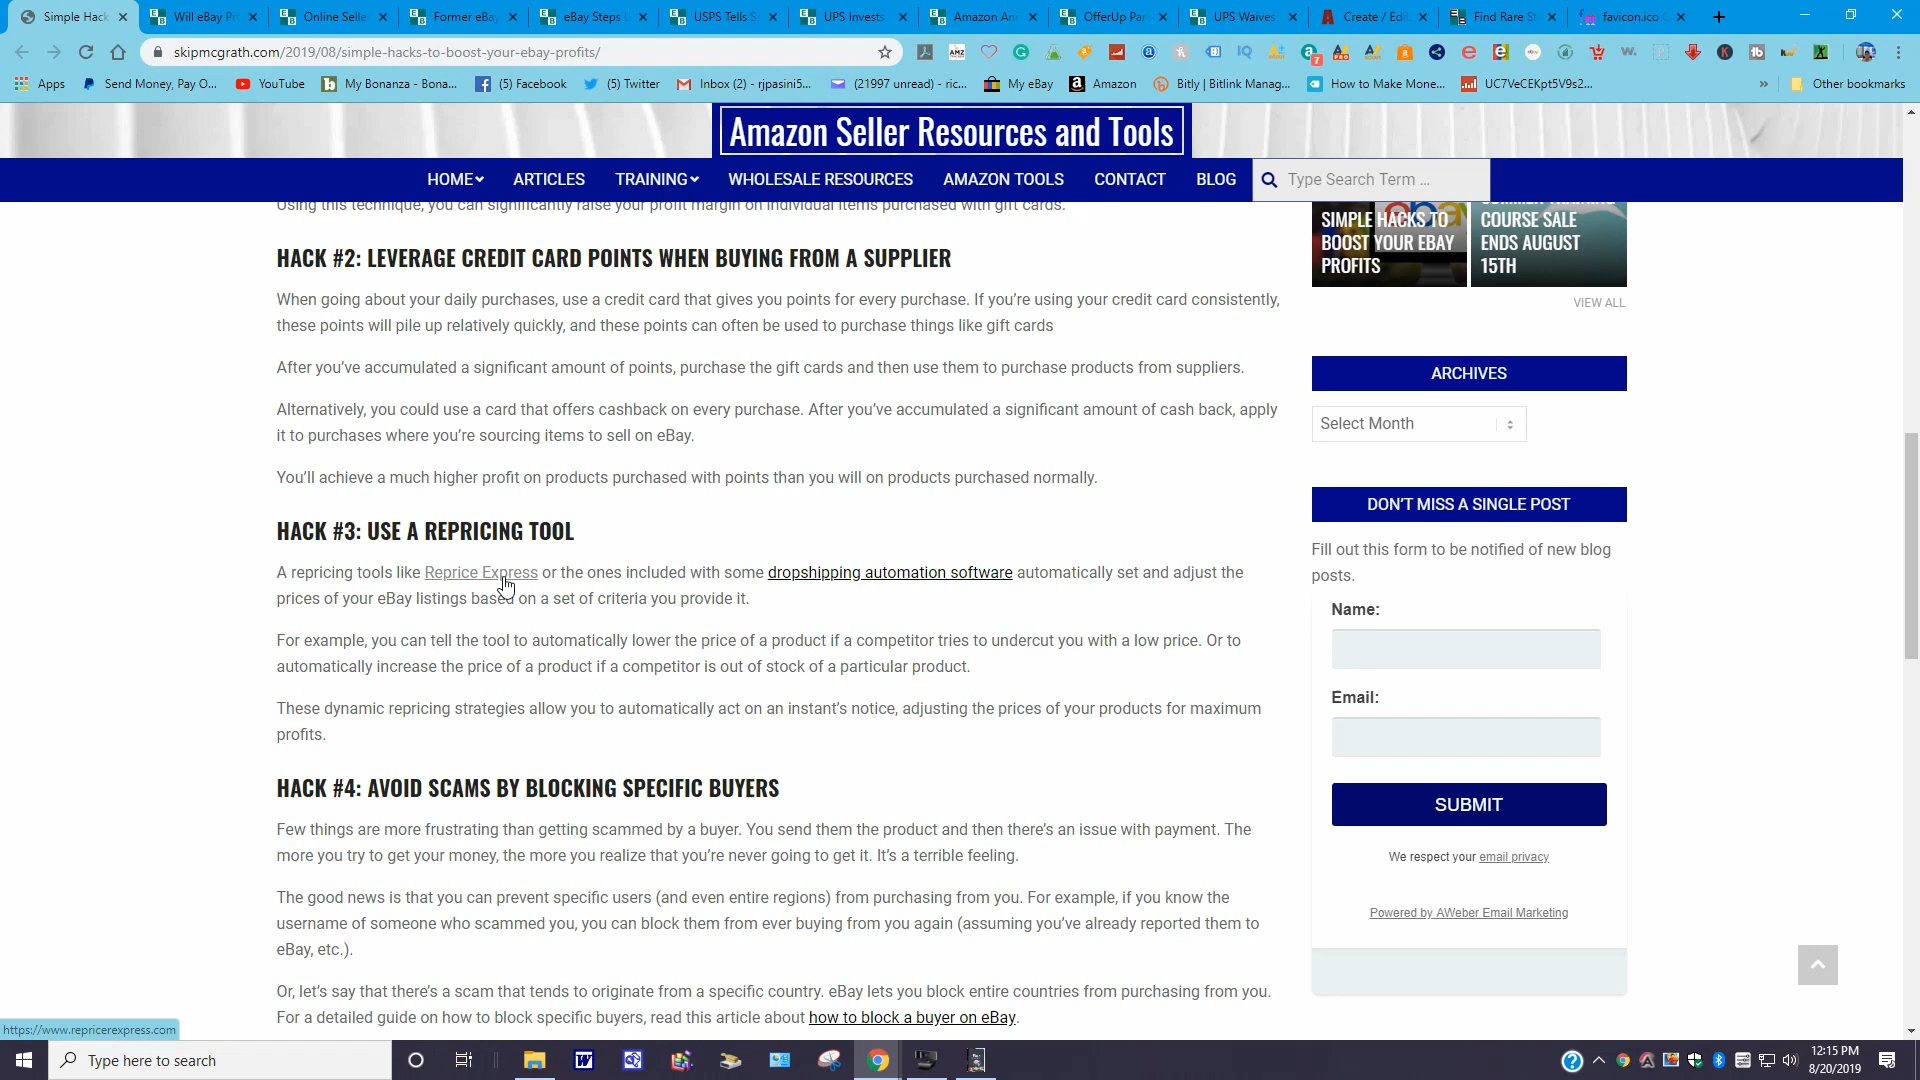 Simple Hack
Will eBay Pr
Online Selle
Former eBay
eBay Steps U
USPS Tells S
UPS Invests
Amazon An
OfferUp Par
UPS Waives
Create / Edit
Find Rare St
favicon.ico
skipmcgrath.com/2019/08/simple-hacks-to-boost-your-ebay-profits/
Apps
Send Money, Pay O...
YouTube
My Bonanza - Bona...
(5) Facebook
(5) Twitter
Inbox (2) - rjpasini5...
(21997 unread) - ric...
My eBay
Amazon
Bitly | Bitlink Manag...
How to Make Mone...
UC7VeCEKpt5V9s2...
» Other bookmarks
Amazon Seller Resources and Tools
HOME ARTICLES TRAINING WHOLESALE RESOURCES AMAZON TOOLS CONTACT BLOG Type Search Term ...
Using this technique, you can significantly raise your profit margin on individual items purchased with gift cards.
HACK #2: LEVERAGE CREDIT CARD POINTS WHEN BUYING FROM A SUPPLIER
When going about your daily purchases, use a credit card that gives you points for every purchase. If you're using your credit card consistently,
these points will pile up relatively quickly, and these points can often be used to purchase things like gift cards
After you've accumulated a significant amount of points, purchase the gift cards and then use them to purchase products from suppliers.
Alternatively, you could use a card that offers cashback on every purchase. After you've accumulated a significant amount of cash back, apply
it to purchases where you're sourcing items to sell on eBay.
You'll achieve a much higher profit on products purchased with points than you will on products purchased normally.
HACK #3: USE A REPRICING TOOL
A repricing tools like Reprice Express or the ones included with some dropshipping automation software automatically set and adjust the
prices of your eBay listings based on a set of criteria you provide it.
For example, you can tell the tool to automatically lower the price of a product if a competitor tries to undercut you with a low price. Or to
automatically increase the price of a product if a competitor is out of stock of a particular product.
These dynamic repricing strategies allow you to automatically act on an instant's notice, adjusting the prices of your products for maximum
profits.
HACK #4: AVOID SCAMS BY BLOCKING SPECIFIC BUYERS
Few things are more frustrating than getting scammed by a buyer. You send them the product and then there's an issue with payment. The
more you try to get your money, the more you realize that you're never going to get it. It's a terrible feeling.
The good news is that you can prevent specific users (and even entire regions) from purchasing from you. For example, if you know the
username of someone who scammed you, you can block them from ever buying from you again (assuming you've already reported them to
eBay, etc.).
Or, let's say that there's a scam that tends to originate from a specific country. eBay lets you block entire countries from purchasing from you.
For a detailed guide on how to block specific buyers, read this article about how to block a buyer on eBay.
SIMPLE HACKS TO
BOOST YOUR EBAY
PROFITS
COURSE SALE
ENDS AUGUST
15TH
VIEW ALL
ARCHIVES
Select Month
DON'T MISS A SINGLE POST
Fill out this form to be notified of new blog
posts.
Name:
Email:
SUBMIT
We respect your email privacy
Powered by AWeber Email Marketing
https://www.repricerexpress.com
Type here to search
12:15 PM
8/20/2019